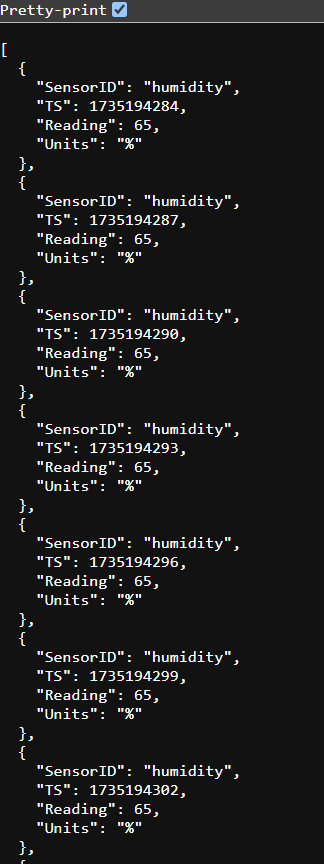 Pretty-print
[
  {
    "SensorID": "humidity",
    "TS": 1735194284,
    "Reading": 65,
    "Units": "%"
  },
  {
    "SensorID": "humidity",
    "TS": 1735194287,
    "Reading": 65,
    "Units": "%"
  },
  {
    "SensorID": "humidity",
    "TS": 1735194290,
    "Reading": 65,
    "Units": "%"
  },
  {
    "SensorID": "humidity",
    "TS": 1735194293,
    "Reading": 65,
    "Units": "%"
  },
  {
    "SensorID": "humidity",
    "TS": 1735194296,
    "Reading": 65,
    "Units": "%"
  },
  {
    "SensorID": "humidity",
    "TS": 1735194299,
    "Reading": 65,
    "Units": "%"
  },
  {
    "SensorID": "humidity",
    "TS": 1735194302,
    "Reading": 65,
    "Units": "%"
  },